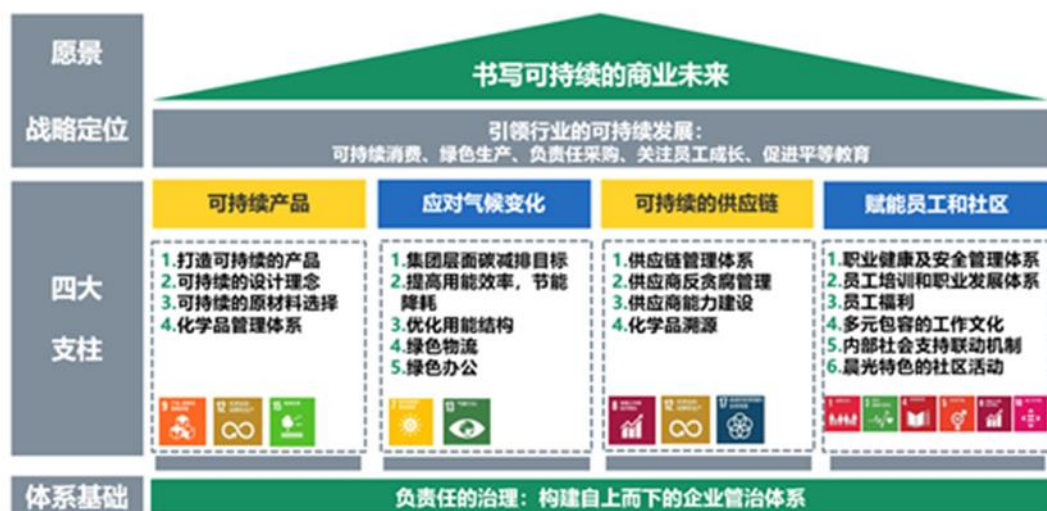 愿景
战略定位
书写可持续的商业未来
引领行业的可持续发展:
可持续消费、绿色生产、负责任采购、关注员工成长、促进平等教育
四大
支柱
可持续产品
1.打造可持续的产品
2.可持续的设计理念
3.可持续的原材料选择
4.化学品管理体系
9
12
15
应对气候变化
1.集团层面碳减排目标
2.提高用能效率，节能
降耗
3.优化用能结构
4.绿色物流
5.绿色办公
7
13
可持续的供应链
1.供应链管理体系
2.供应商反贪腐管理
3.供应商能力建设
4.化学品溯源
8
12
17
赋能员工和社区
1.职业健康及安全管理体系
2.员工培训和职业发展体系
3.员工福利
4.多元包容的工作文化
5.内部社会支持联动机制
6.晨光特色的社区活动
1
3
4
5
8
10
体系基础
负责任的治理：构建自上而下的企业管治体系